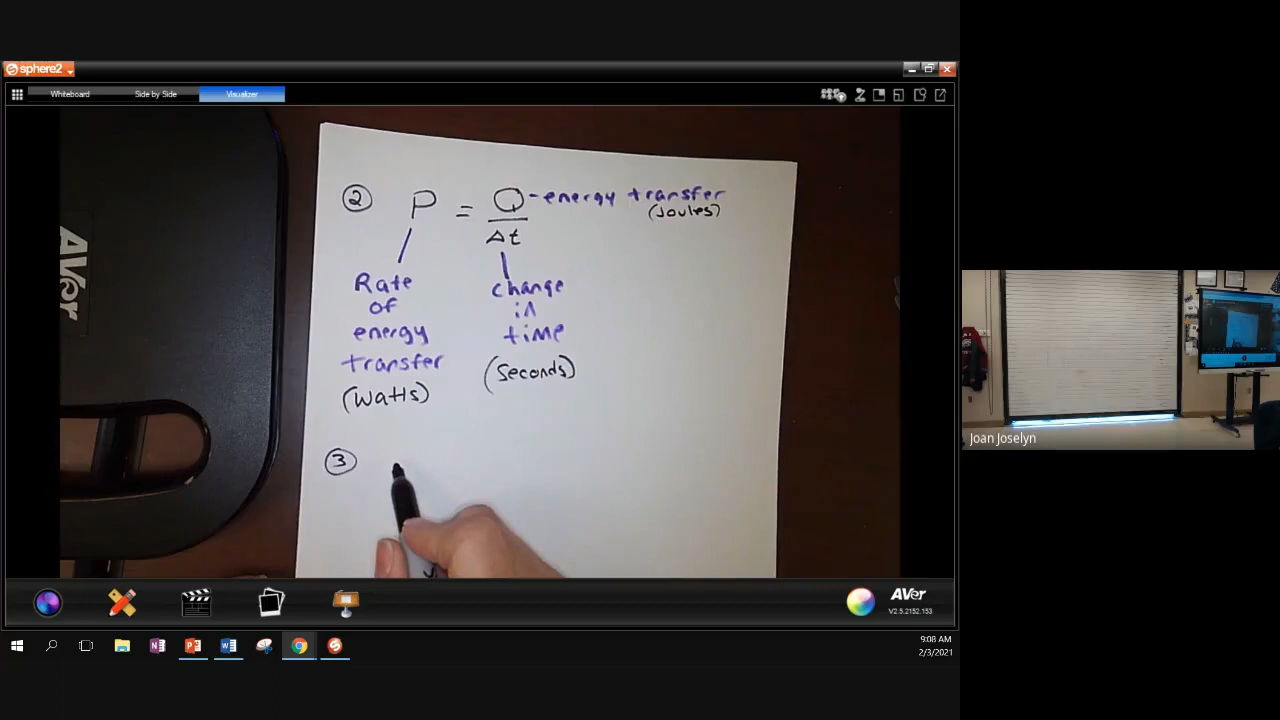 sphere2
Whiteboard
Side by Side
Visualizer
AVer
② P = Q - energy transfer
(Joules)
Δt
Rate
of
energy
transfer
(Watts)
change
in
time
(Seconds)
③
AVer
V2.5.2152.153
9:08 AM
2/3/2021
Joan Joselyn